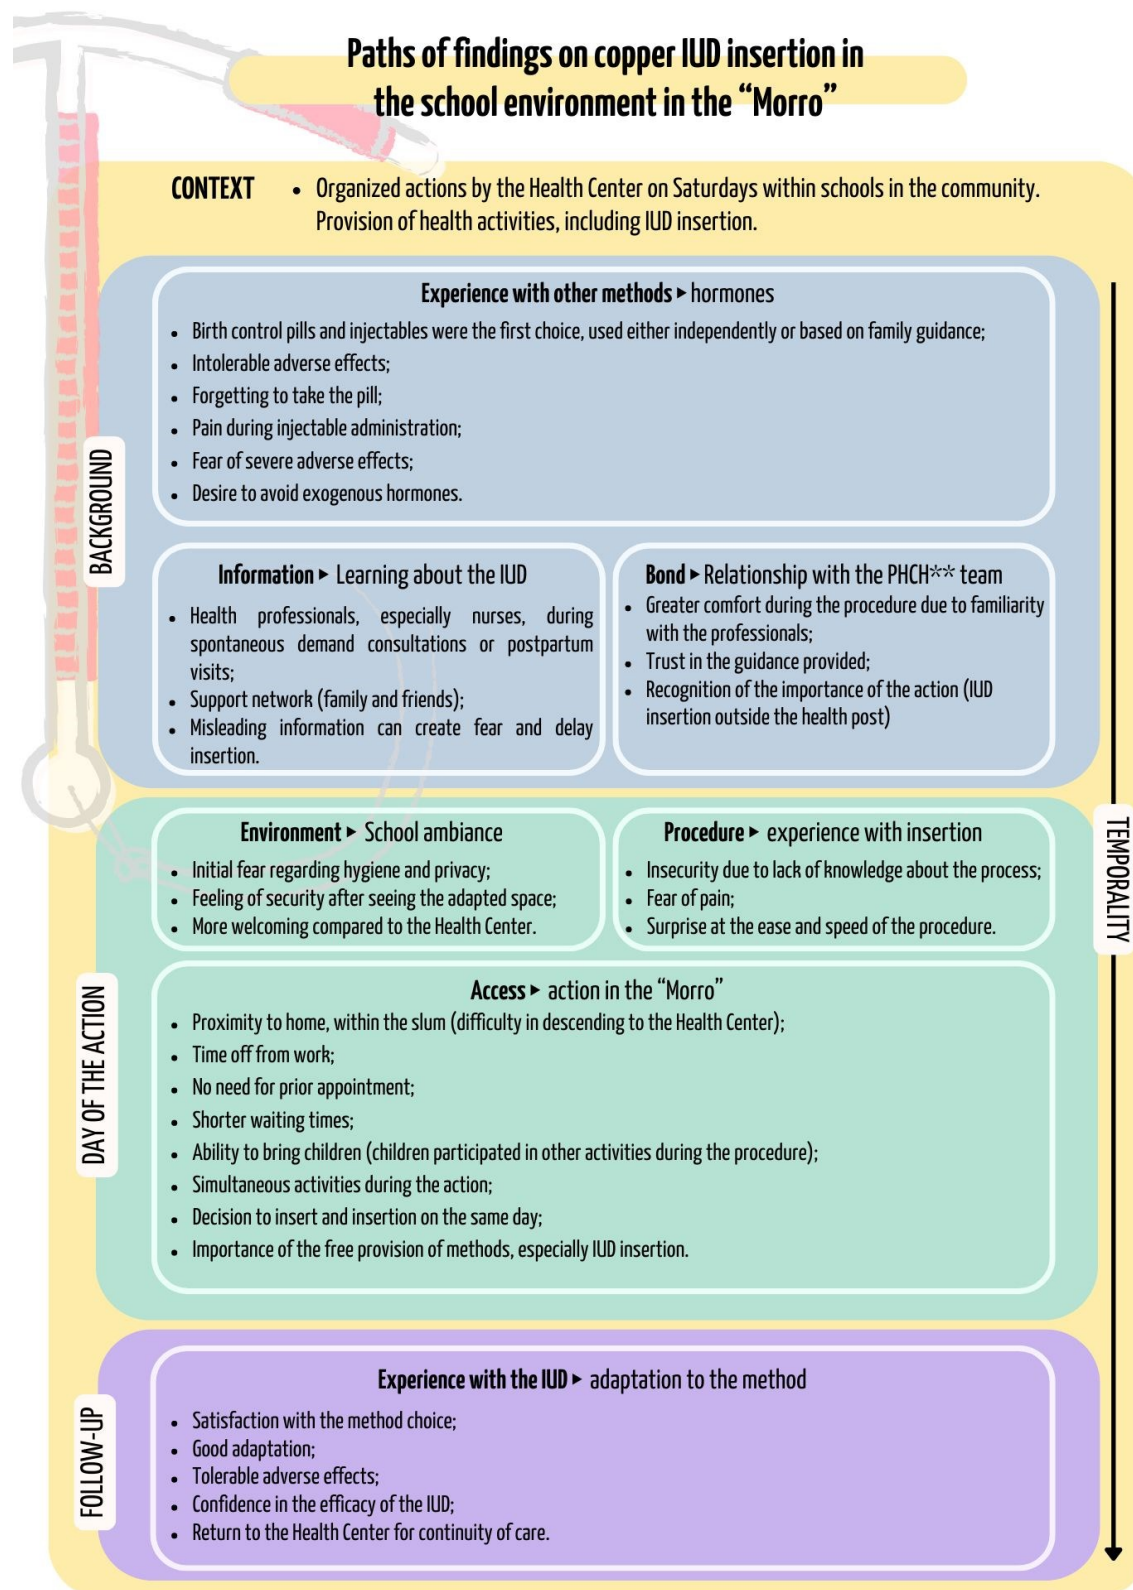 Paths of findings on copper IUD insertion in
the school environment in the “Morro”
CONTEXT
• Organized actions by the Health Center on Saturdays within schools in the community.
Provision of health activities, including IUD insertion.
BACKGROUND
Experience with other methods ▸ hormones
• Birth control pills and injectables were the first choice, used either independently or based on family guidance;
• Intolerable adverse effects;
• Forgetting to take the pill;
• Pain during injectable administration;
• Fear of severe adverse effects;
• Desire to avoid exogenous hormones.
Information ▸ Learning about the IUD
• Health professionals, especially nurses, during
spontaneous demand consultations or postpartum
visits;
• Support network (family and friends);
• Misleading information can create fear and delay
insertion.
Bond ▸ Relationship with the PHCH** team
• Greater comfort during the procedure due to familiarity
with the professionals;
• Trust in the guidance provided;
• Recognition of the importance of the action (IUD
insertion outside the health post)
TEMPORALITY
DAY OF THE ACTION
Environment ▸ School ambiance
• Initial fear regarding hygiene and privacy;
• Feeling of security after seeing the adapted space;
• More welcoming compared to the Health Center.
Procedure ▸ experience with insertion
• Insecurity due to lack of knowledge about the process;
• Fear of pain;
• Surprise at the ease and speed of the procedure.
Access ▸ action in the “Morro”
• Proximity to home, within the slum (difficulty in descending to the Health Center);
• Time off from work;
• No need for prior appointment;
• Shorter waiting times;
• Ability to bring children (children participated in other activities during the procedure);
• Simultaneous activities during the action;
• Decision to insert and insertion on the same day;
• Importance of the free provision of methods, especially IUD insertion.
FOLLOW-UP
Experience with the IUD ▸ adaptation to the method
• Satisfaction with the method choice;
• Good adaptation;
• Tolerable adverse effects;
• Confidence in the efficacy of the IUD;
• Return to the Health Center for continuity of care.